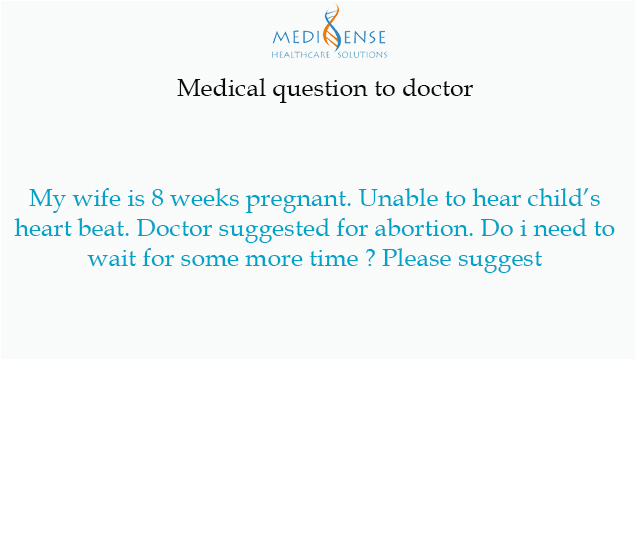 MEDISENSE
HEALTHCARE SOLUTIONS
Medical question to doctor
My wife is 8 weeks pregnant. Unable to hear child's
heart beat. Doctor suggested for abortion. Do i need to
wait for some more time ? Please suggest